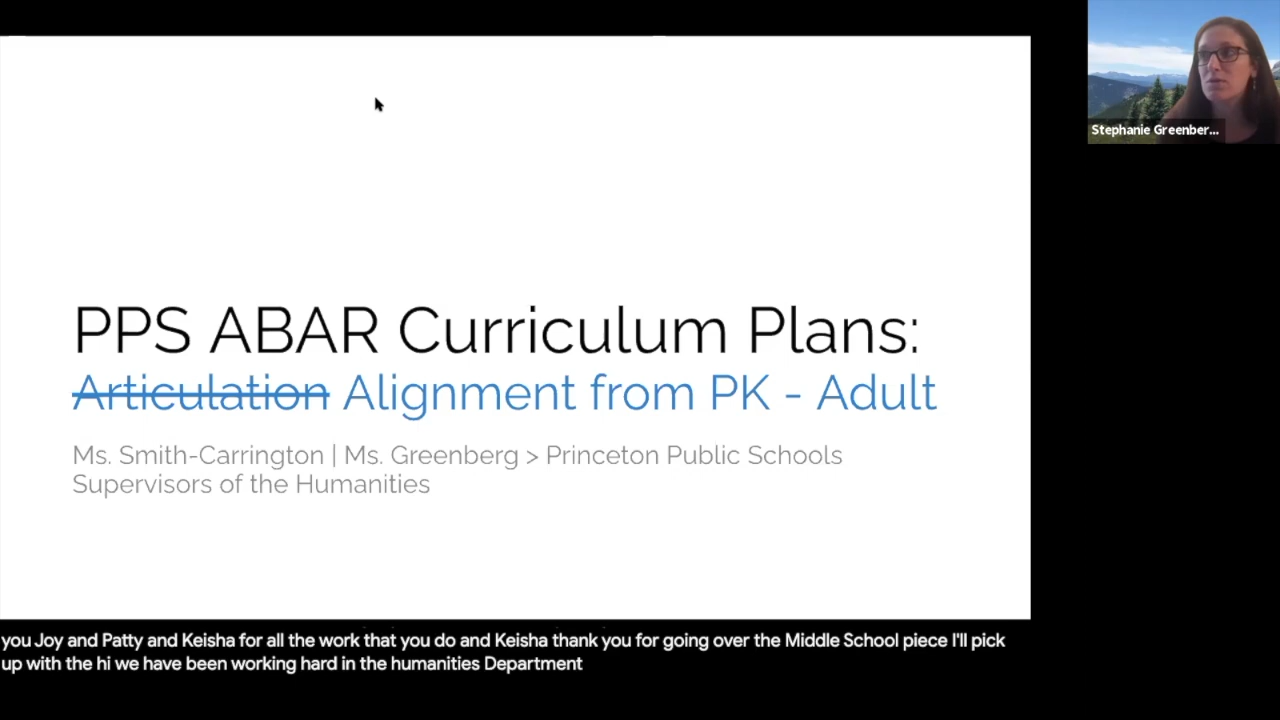 Stephanie Greenber...
PPS ABAR Curriculum Plans:
Articulation Alignment from PK - Adult
Ms. Smith-Carrington | Ms. Greenberg > Princeton Public Schools
Supervisors of the Humanities
you Joy and Patty and Keisha for all the work that you do and Keisha thank you for going over the Middle School piece I'll pick
up with the hi we have been working hard in the humanities Department